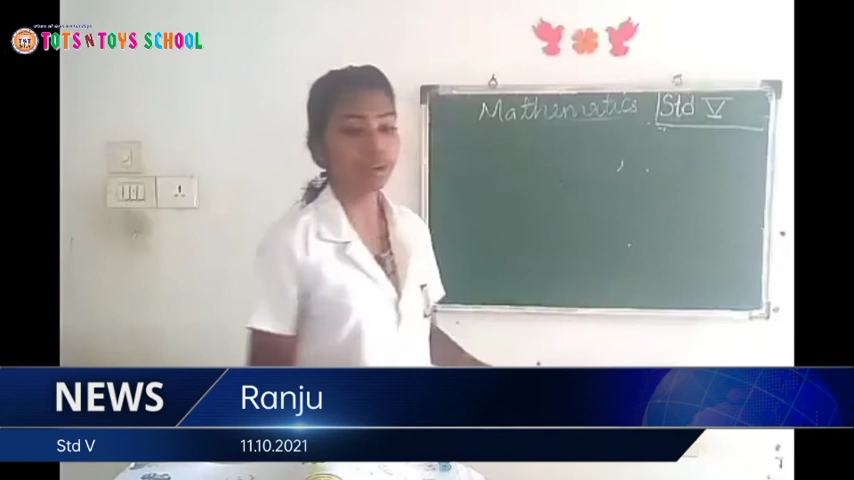 TOTS N TOYS SCHOOL
Mathematics Std V
NEWS Ranju
Std V 11.10.2021